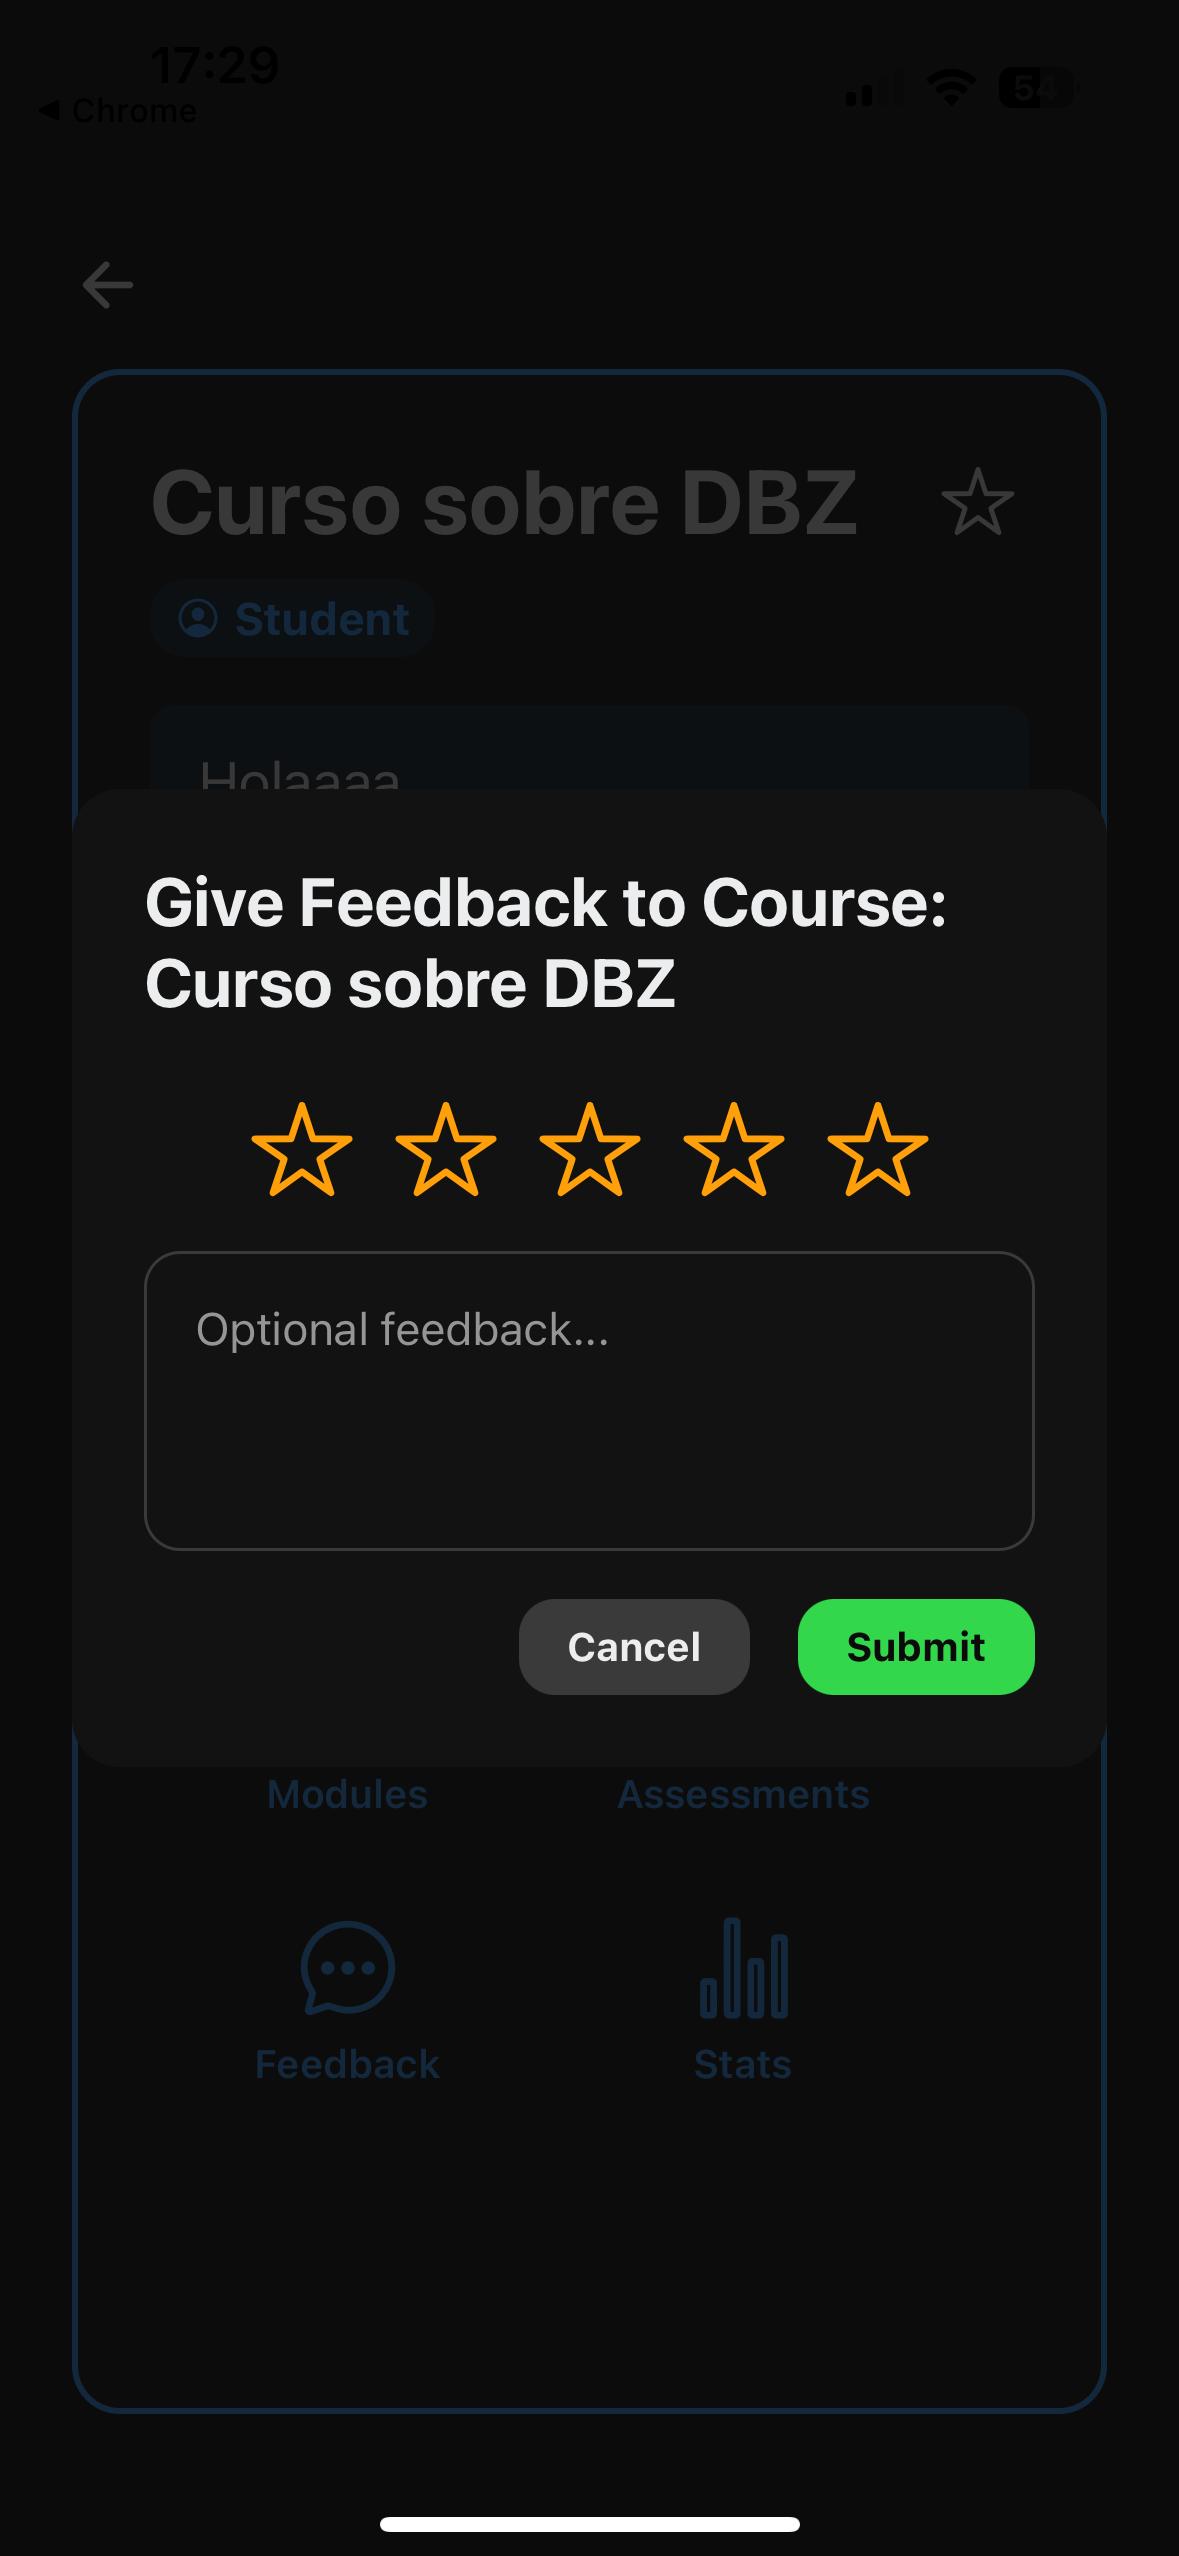 17:29
Chrome
54
Curso sobre DBZ
Student
Holaaaa
Give Feedback to Course:
Curso sobre DBZ
Optional feedback...
Cancel
Submit
Modules
Assessments
Feedback
Stats